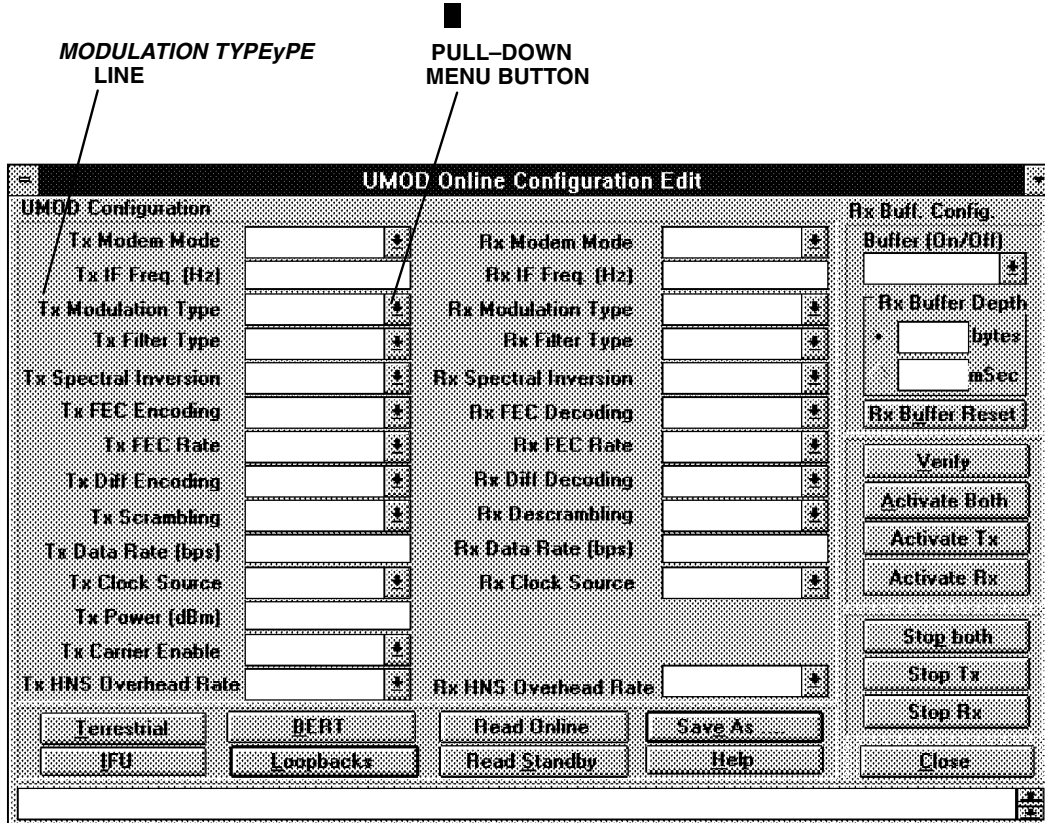 MODULATION TYPEyPE
LINE
PULL–DOWN
MENU BUTTON
UMOD Online Configuration Edit
UMOD Configuration
Tx Modem Mode
Tx IF Freq. (Hz)
Tx Modulation Type
Tx Filter Type
Tx Spectral Inversion
Tx FEC Encoding
Tx FEC Rate
Tx Diff Encoding
Tx Scrambling
Tx Data Rate (bps)
Tx Clock Source
Tx Power (dBm)
Tx Carrier Enable
Tx HNS Overhead Rate
Rx Modem Mode
Rx IF Freq. (Hz)
Rx Modulation Type
Rx Filter Type
Rx Spectral Inversion
Rx FEC Decoding
Rx FEC Rate
Rx Diff Decoding
Rx Descrambling
Rx Data Rate (bps)
Rx Clock Source
Rx HNS Overhead Rate
Rx Buff. Config.
Buffer (On/Off)
Rx Buffer Depth
bytes
mSec
Rx Buffer Reset
Verify
Activate Both
Activate Tx
Activate Rx
Stop both
Stop Tx
Stop Rx
Terrestrial
BERT
Read Online
Save As
IFU
Loopbacks
Read Standby
Help
Close